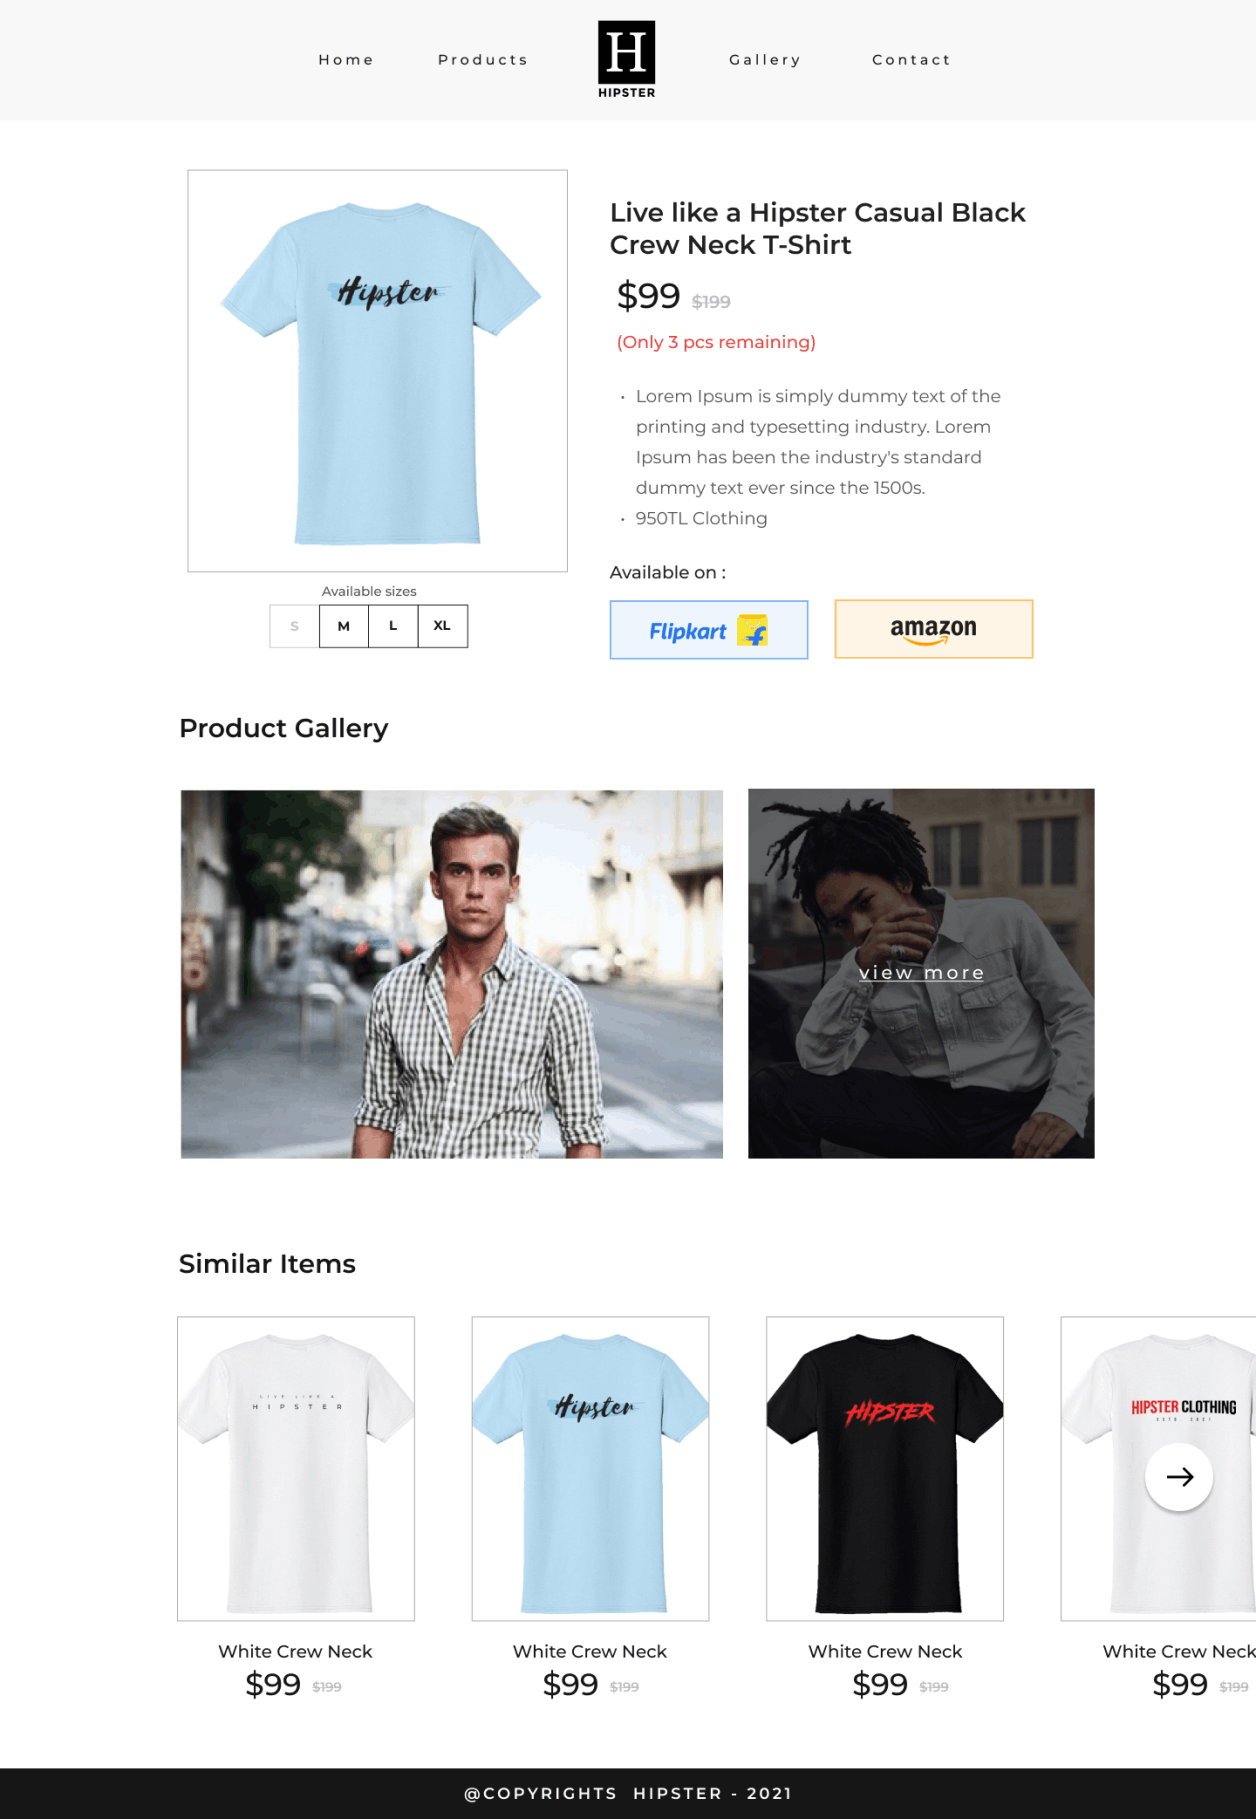 Home
Products
H
HIPSTER
Gallery
Contact
Hipster
Live like a Hipster Casual Black
Crew Neck T-Shirt
$99 $199
(Only 3 pcs remaining)
• Lorem Ipsum is simply dummy text of the
printing and typesetting industry. Lorem
Ipsum has been the industry's standard
dummy text ever since the 1500s.
• 950TL Clothing
Available sizes
S M L XL
Available on :
Flipkart f
amazon
Product Gallery
view more
Similar Items
LIVE LIKE A
HIPSTER
Hipster
HIPSTER
HIPSTER CLOTHING
ESTD. 2021
White Crew Neck
$99 $199
White Crew Neck
$99 $199
White Crew Neck
$99 $199
White Crew Neck
$99 $199
@COPYRIGHTS HIPSTER - 2021